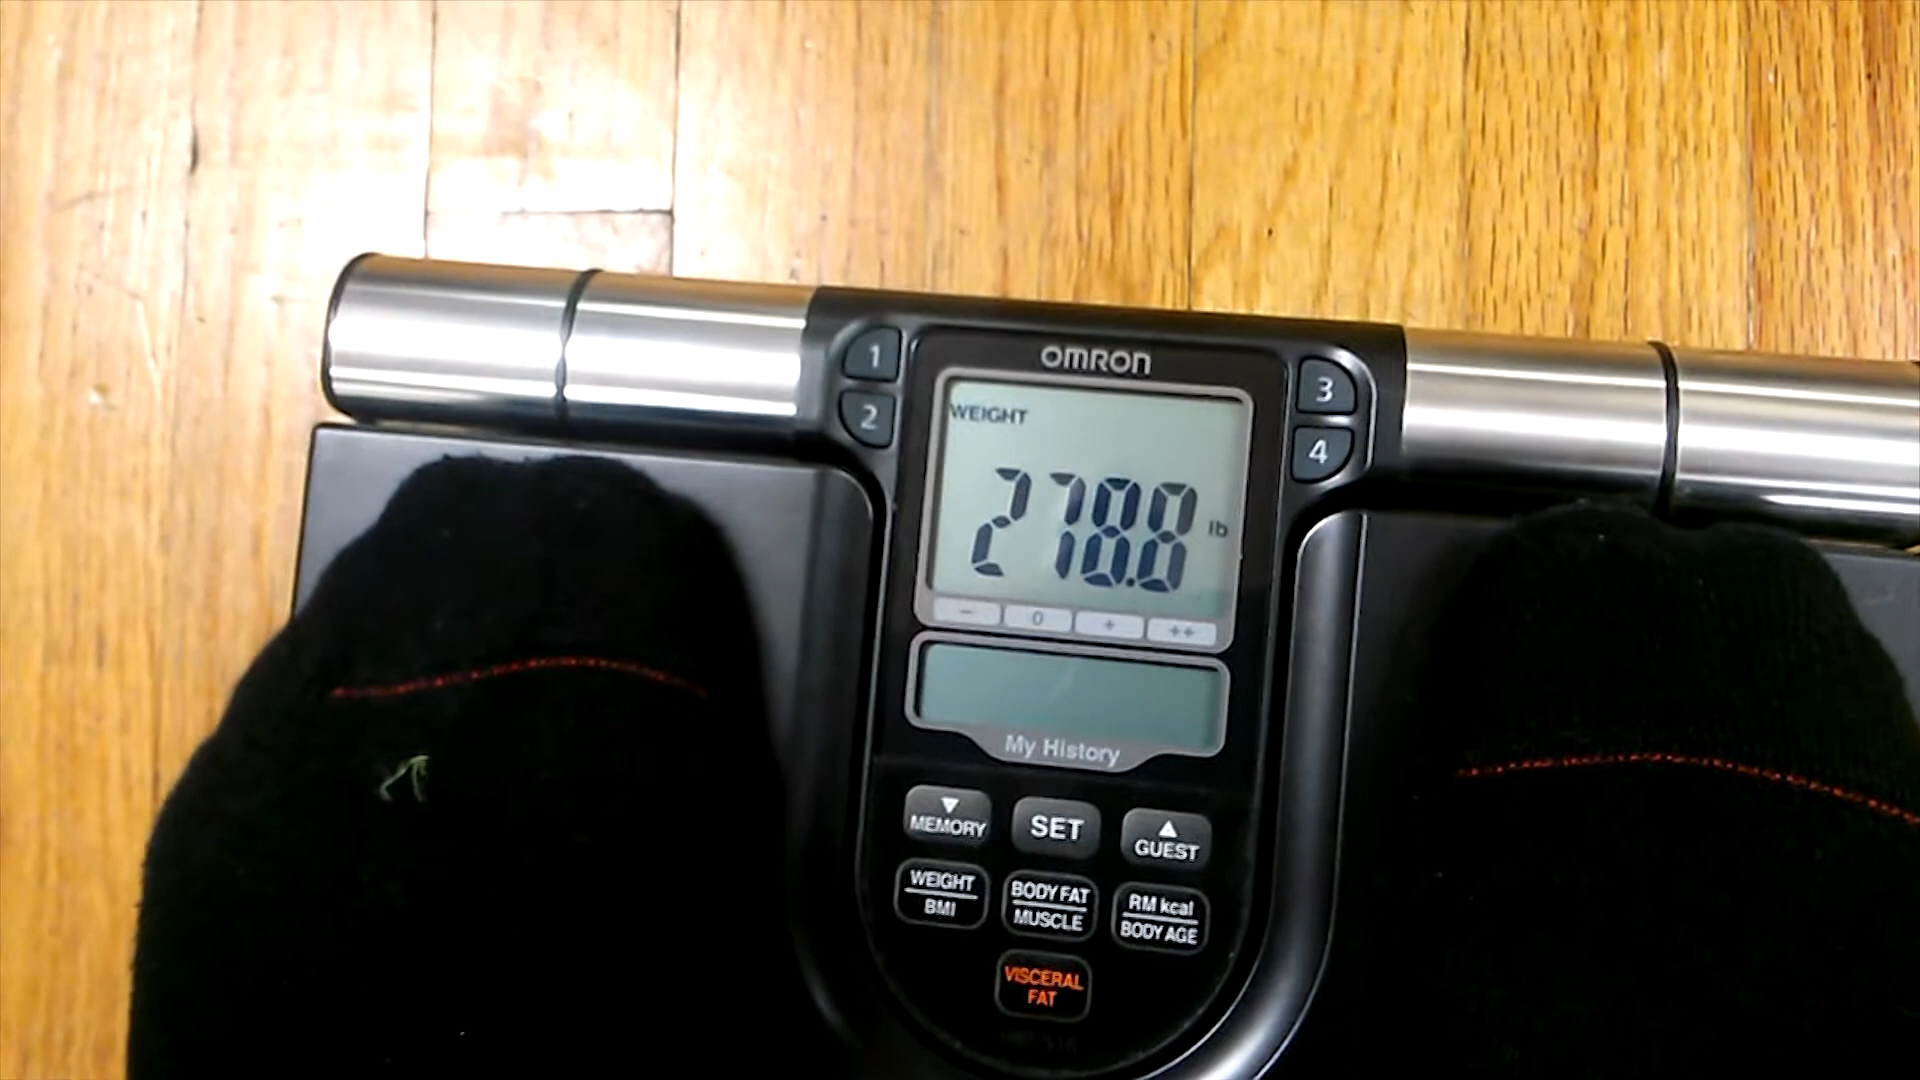 OMRON
1
2
3
4
WEIGHT
278.8 lb
- 0 + ++
My History
▼ ▲
MEMORY SET GUEST
WEIGHT
BMI
BODY FAT
MUSCLE
RM kcal
BODY AGE
VISCERAL
FAT